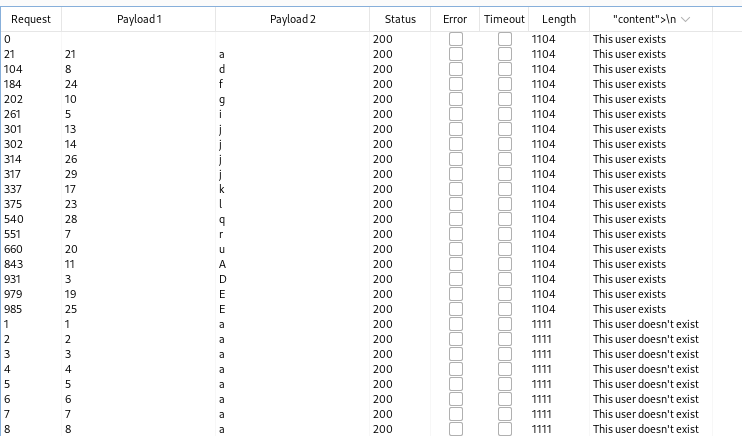 Request Payload 1 Payload 2 Status Error Timeout Length "content">\n
0 200 1104 This user exists
21 21 a 200 1104 This user exists
104 8 d 200 1104 This user exists
184 24 f 200 1104 This user exists
202 10 g 200 1104 This user exists
261 5 i 200 1104 This user exists
301 13 j 200 1104 This user exists
302 14 j 200 1104 This user exists
314 26 j 200 1104 This user exists
317 29 j 200 1104 This user exists
337 17 k 200 1104 This user exists
375 23 l 200 1104 This user exists
540 28 q 200 1104 This user exists
551 7 r 200 1104 This user exists
660 20 u 200 1104 This user exists
843 11 A 200 1104 This user exists
931 3 D 200 1104 This user exists
979 19 E 200 1104 This user exists
985 25 E 200 1104 This user exists
1 1 a 200 1111 This user doesn't exist
2 2 a 200 1111 This user doesn't exist
3 3 a 200 1111 This user doesn't exist
4 4 a 200 1111 This user doesn't exist
5 5 a 200 1111 This user doesn't exist
6 6 a 200 1111 This user doesn't exist
7 7 a 200 1111 This user doesn't exist
8 8 a 200 1111 This user doesn't exist